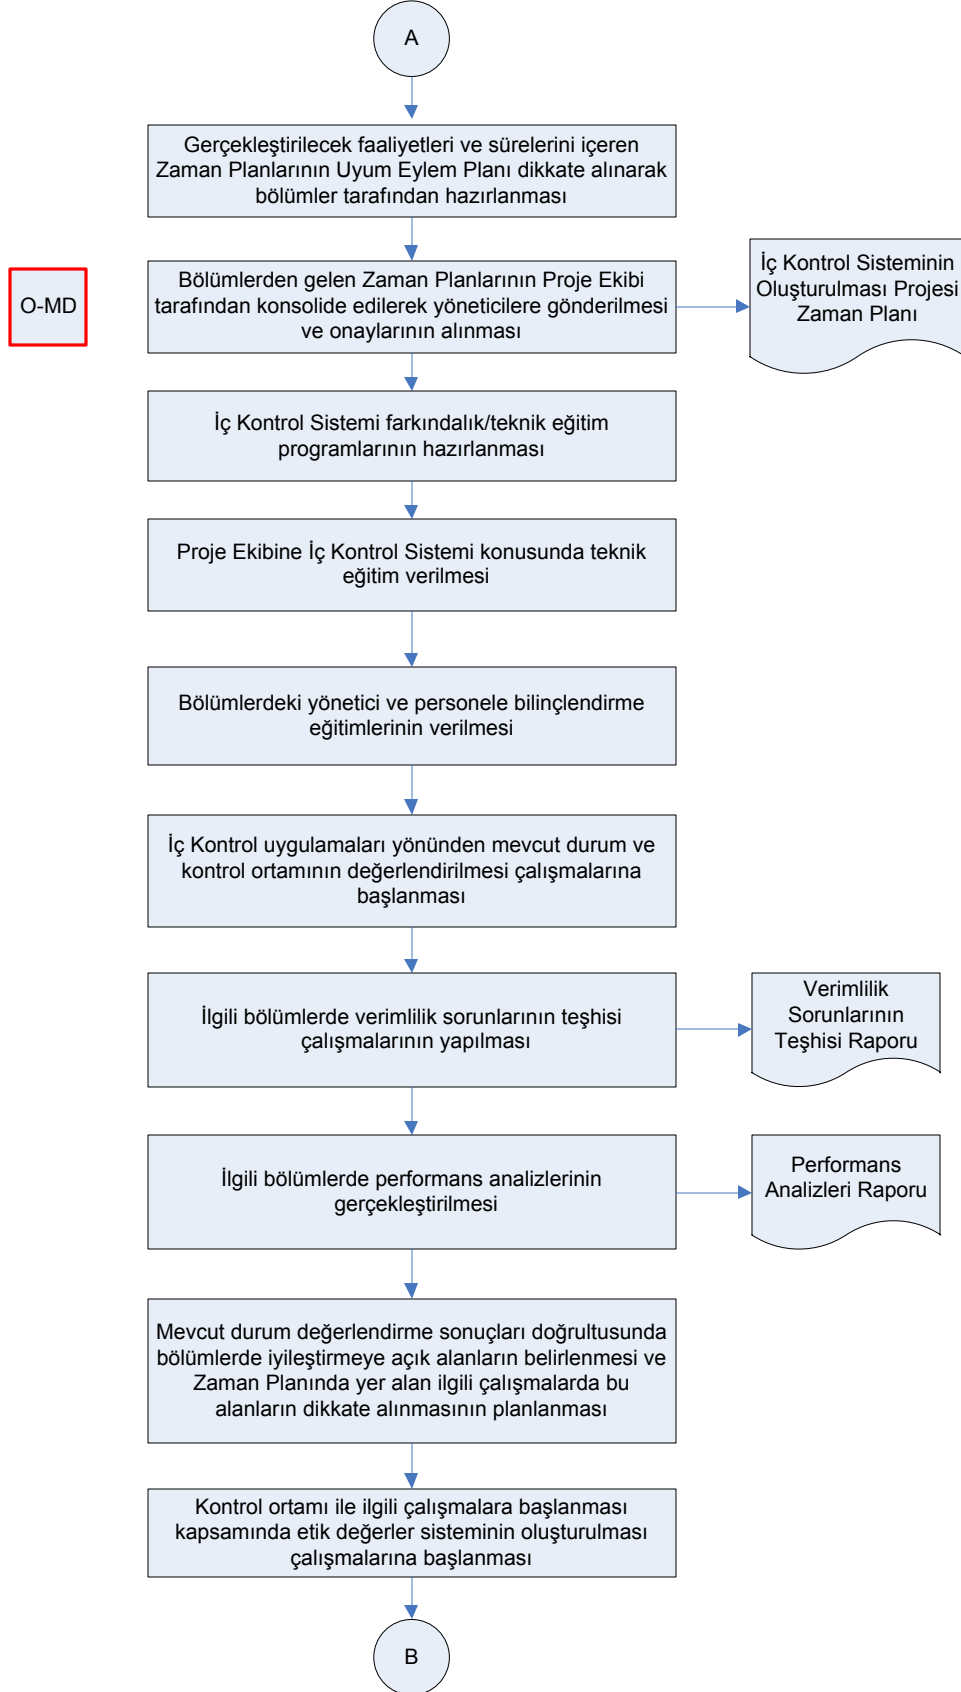 A
Gerçekleştirilecek faaliyetleri ve sürelerini içeren
Zaman Planlarının Uyum Eylem Planı dikkate alınarak
bölümler tarafından hazırlanması
O-MD
Bölümlerden gelen Zaman Planlarının Proje Ekibi
tarafından konsolide edilerek yöneticilere gönderilmesi
ve onaylarının alınması
İç Kontrol Sisteminin
Oluşturulması Projesi
Zaman Planı
İç Kontrol Sistemi farkındalık/teknik eğitim
programlarının hazırlanması
Proje Ekibine İç Kontrol Sistemi konusunda teknik
eğitim verilmesi
Bölümlerdeki yönetici ve personele bilinçlendirme
eğitimlerinin verilmesi
İç Kontrol uygulamaları yönünden mevcut durum ve
kontrol ortamının değerlendirilmesi çalışmalarına
başlanması
İlgili bölümlerde verimlilik sorunlarının teşhisi
çalışmalarının yapılması
Verimlilik
Sorunlarının
Teşhisi Raporu
İlgili bölümlerde performans analizlerinin
gerçekleştirilmesi
Performans
Analizleri Raporu
Mevcut durum değerlendirme sonuçları doğrultusunda
bölümlerde iyileştirmeye açık alanların belirlenmesi ve
Zaman Planında yer alan ilgili çalışmalarda bu
alanların dikkate alınmasının planlanması
Kontrol ortamı ile ilgili çalışmalara başlanması
kapsamında etik değerler sisteminin oluşturulması
çalışmalarına başlanması
B